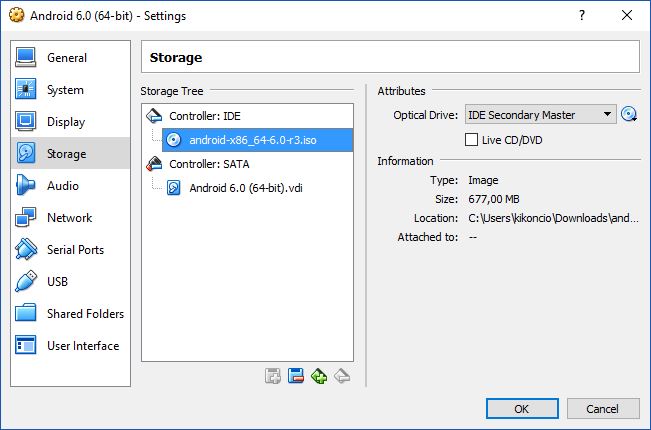 Android 6.0 (64-bit) - Settings
?
General
System
Display
Storage
Audio
Network
Serial Ports
USB
Shared Folders
User Interface
Storage
Storage Tree
Controller: IDE
android-x86_64-6.0-r3.iso
Controller: SATA
Android 6.0 (64-bit).vdi
Attributes
Optical Drive: IDE Secondary Master
Live CD/DVD
Information
Type: Image
Size: 677,00 MB
Location: C:\Users\kikoncio\Downloads\and...
Attached to: --
OK
Cancel